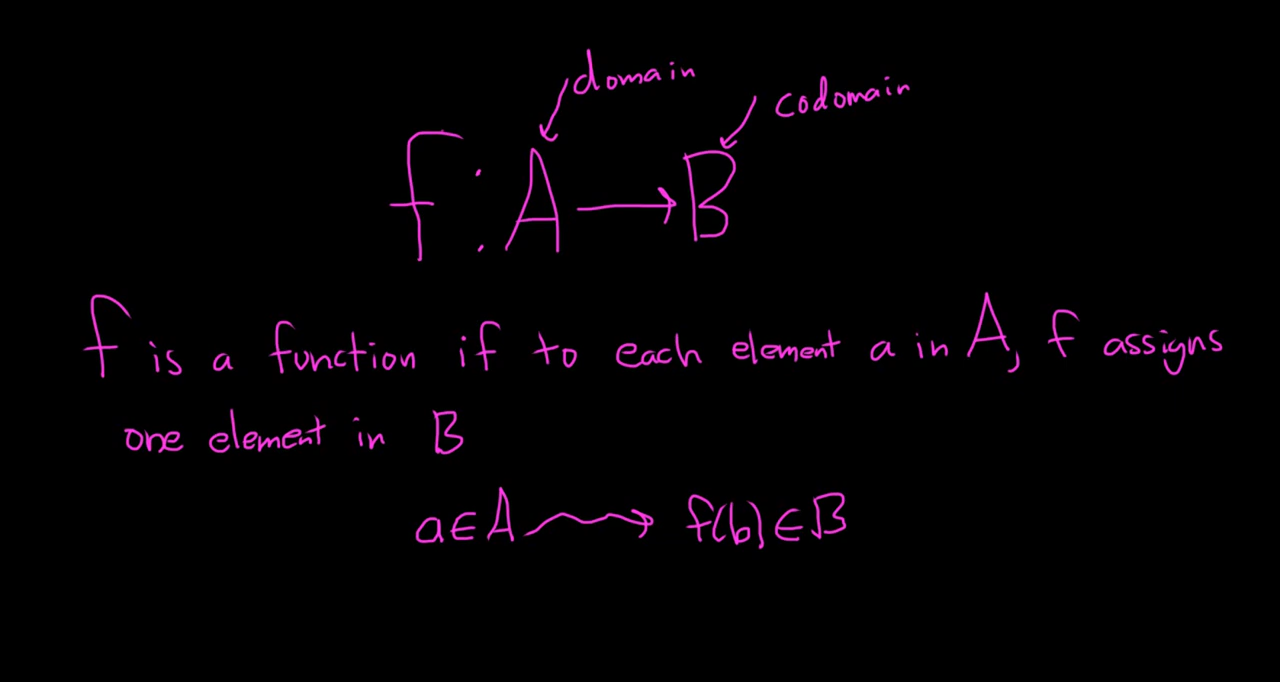 domain
codomain
f : A → B
f is a function if to each element a in A, f assigns
one element in B
a ∈ A ⇝ f(b) ∈ B